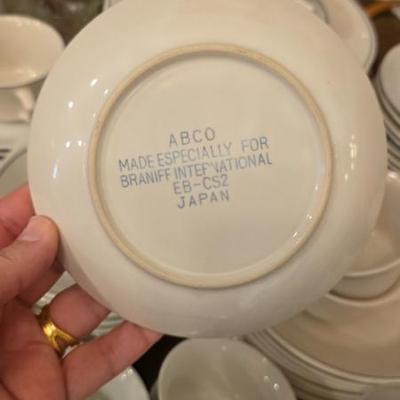 ABCO
MADE ESPECIALLY FOR
BRANIFF INTERNATIONAL
EB-CS2
JAPAN